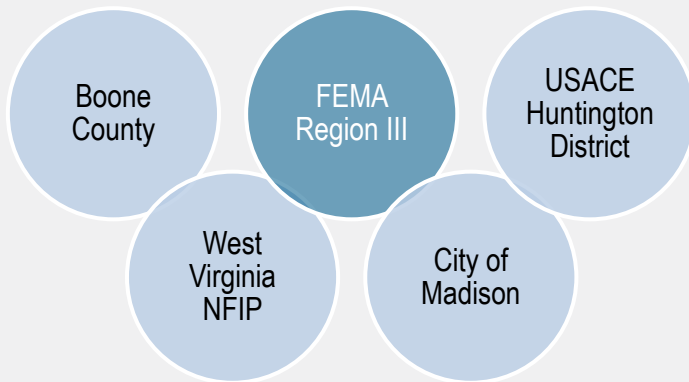 Boone
County
FEMA
Region III
USACE
Huntington
District
West
Virginia
NFIP
City of
Madison